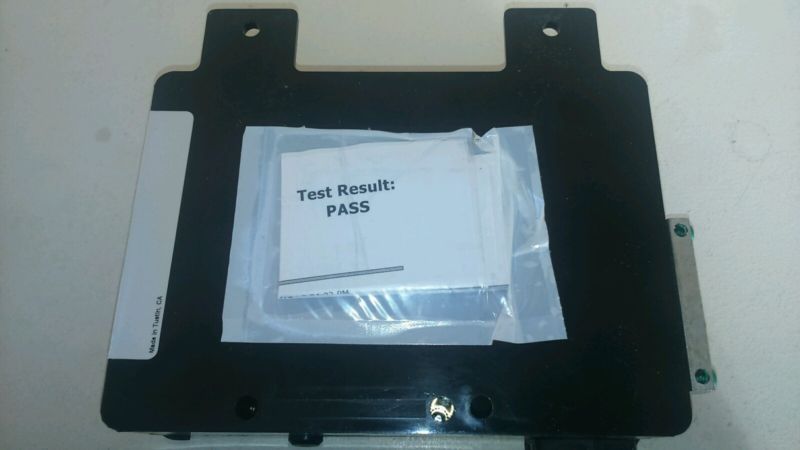 Test Result:
PASS
Made in Tustin, CA